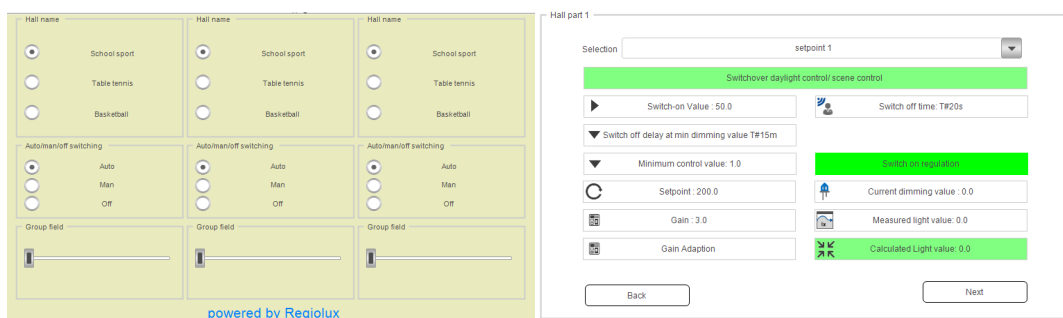 Hall name Hall name Hall name
School sport School sport School sport
Table tennis Table tennis Table tennis
Basketball Basketball Basketball
Auto/man/off switching Auto/man/off switching Auto/man/off switching
Auto Auto Auto
Man Man Man
Off Off Off
Group field Group field Group field
powered by Regiolux
Hall part 1
Selection setpoint 1
Switchover daylight control/ scene control
Switch-on Value : 50.0 Switch off time: T#20s
Switch off delay at min dimming value T#15m
Minimum control value: 1.0 Switch on regulation
Setpoint : 200.0 Current dimming value : 0.0
Gain : 3.0 lx Measured light value: 0.0
Gain Adaption Calculated Light value: 0.0
Back Next